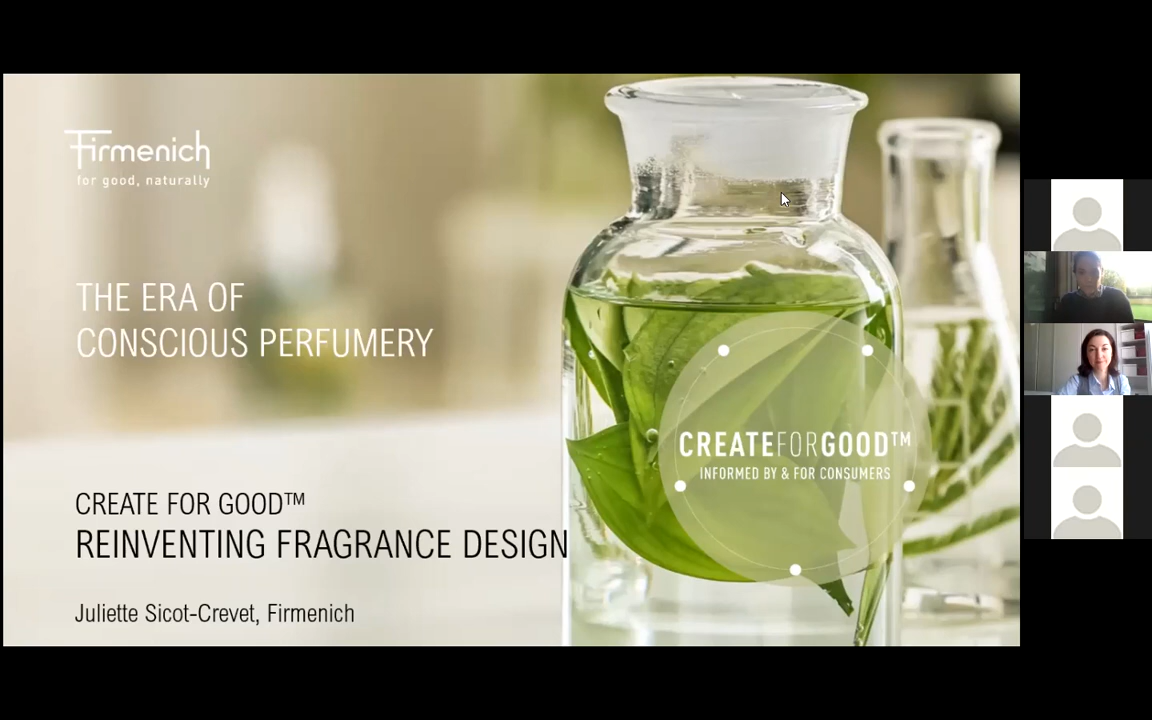 Firmenich
for good, naturally
THE ERA OF
CONSCIOUS PERFUMERY
CREATEFORGOOD™
INFORMED BY & FOR CONSUMERS
CREATE FOR GOOD™
REINVENTING FRAGRANCE DESIGN
Juliette Sicot-Crevet, Firmenich